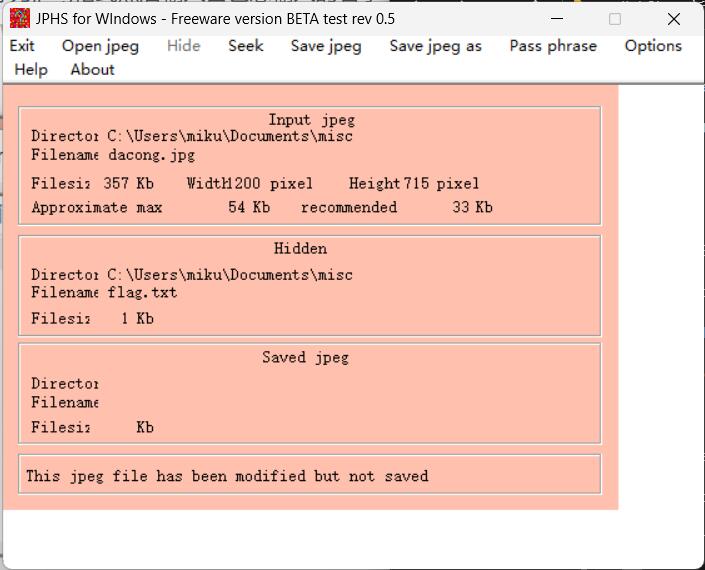 JPHS for WIndows - Freeware version BETA test rev 0.5
Exit Open jpeg Hide Seek Save jpeg Save jpeg as Pass phrase Options
Help About
Input jpeg
Director C:\Users\miku\Documents\misc
Filename dacong.jpg
Filesiz 357 Kb Width 1200 pixel Height 715 pixel
Approximate max 54 Kb recommended 33 Kb
Hidden
Director C:\Users\miku\Documents\misc
Filename flag.txt
Filesiz 1 Kb
Saved jpeg
Director
Filename
Filesiz Kb
This jpeg file has been modified but not saved